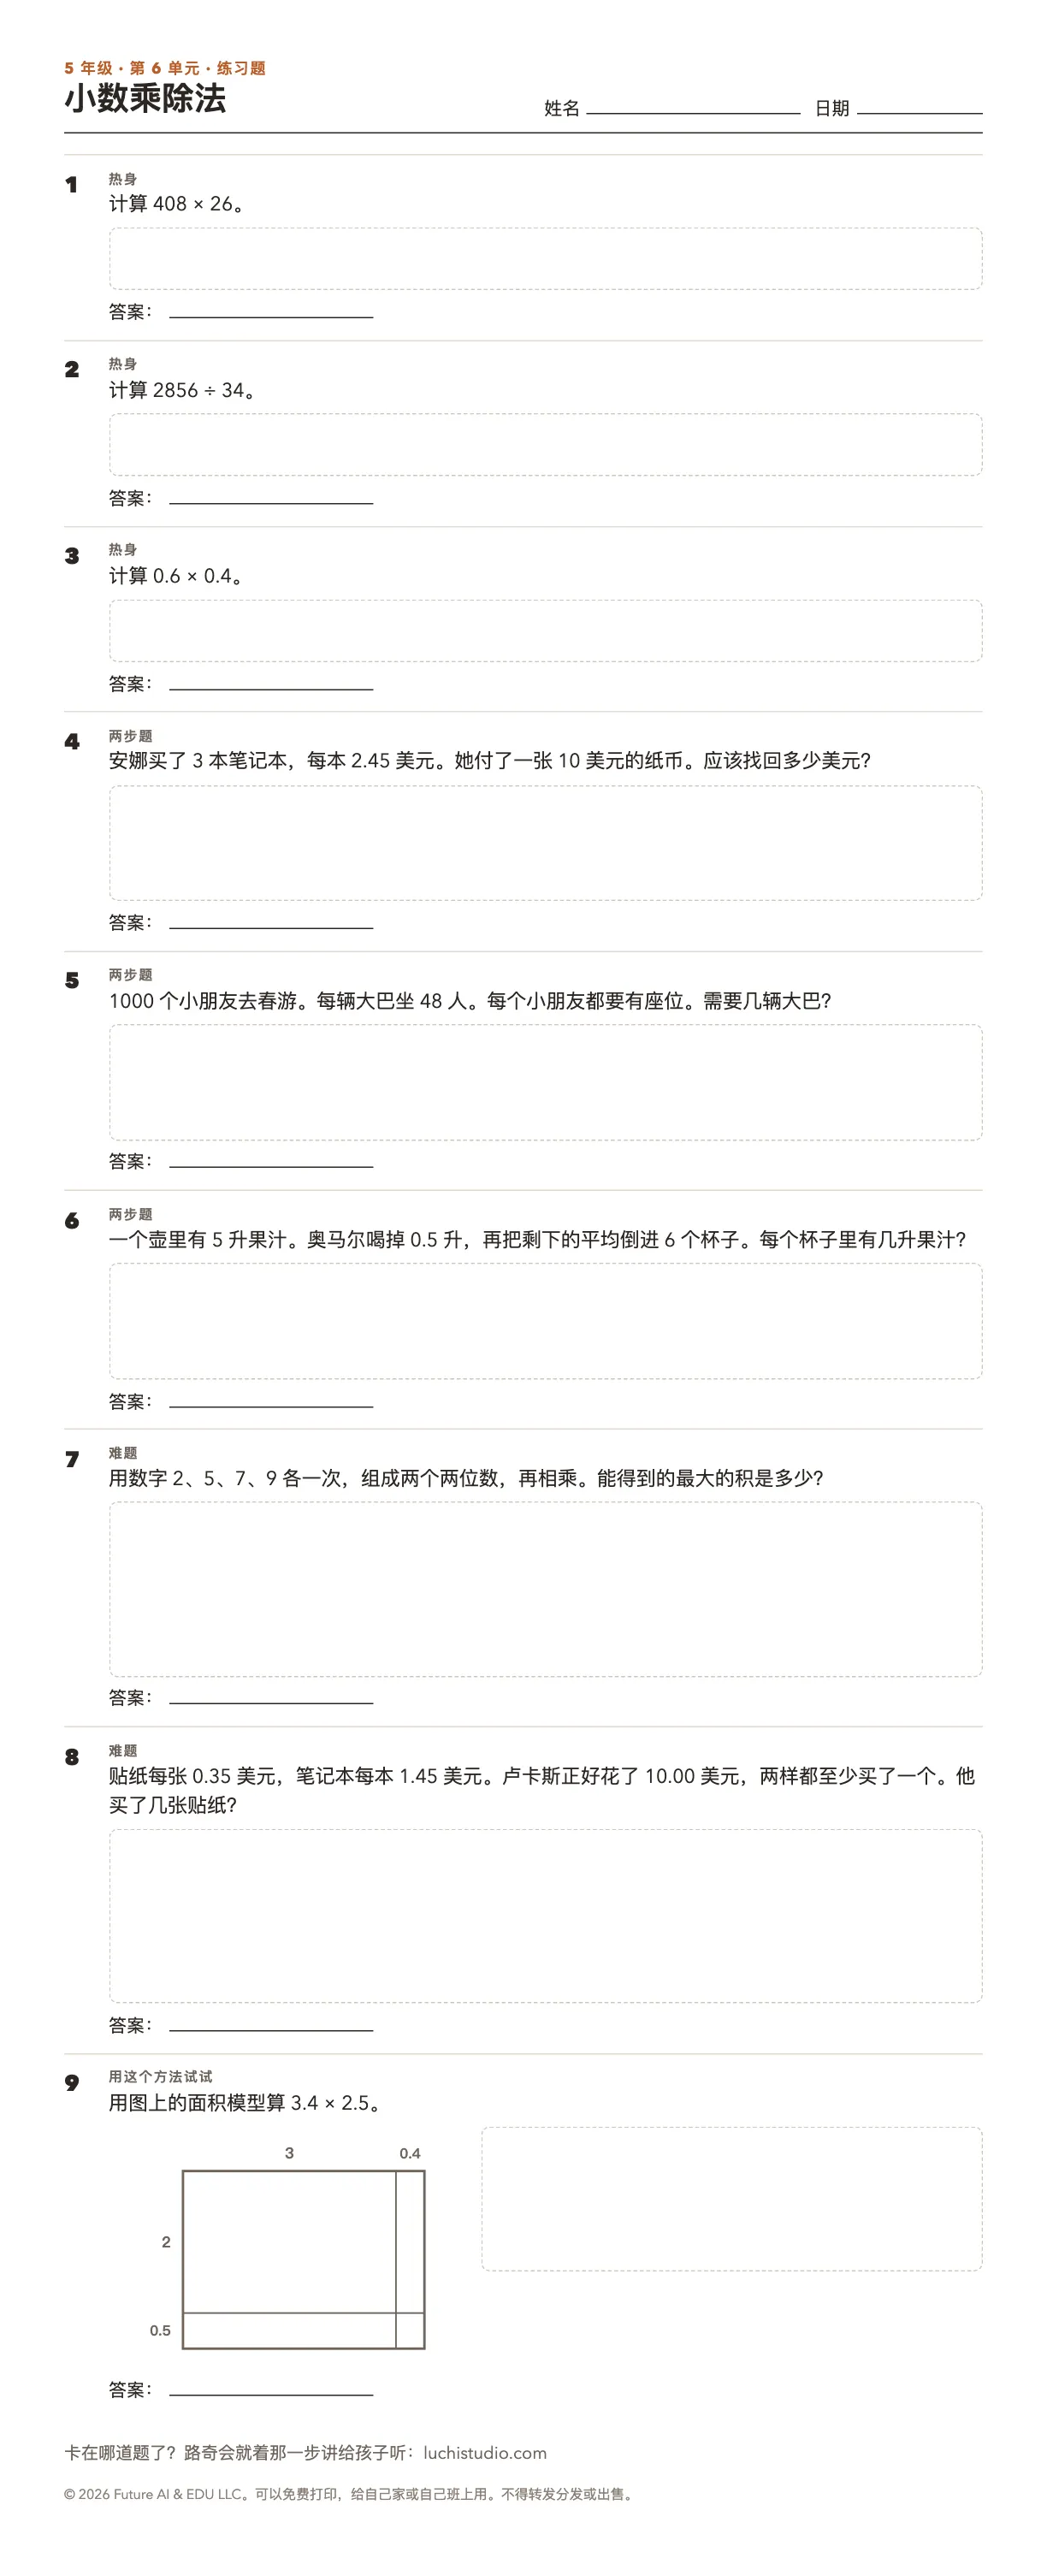 5 年级 · 第 6 单元 · 练习题
小数乘除法
姓名 日期
1 热身
计算 408 × 26。
答案：
2 热身
计算 2856 ÷ 34。
答案：
3 热身
计算 0.6 × 0.4。
答案：
4 两步题
安娜买了 3 本笔记本，每本 2.45 美元。她付了一张 10 美元的纸币。应该找回多少美元？
答案：
5 两步题
1000 个小朋友去春游。每辆大巴坐 48 人。每个小朋友都要有座位。需要几辆大巴？
答案：
6 两步题
一个壶里有 5 升果汁。奥马尔喝掉 0.5 升，再把剩下的平均倒进 6 个杯子。每个杯子里有几升果汁？
答案：
7 难题
用数字 2、5、7、9 各一次，组成两个两位数，再相乘。能得到的最大的积是多少？
答案：
8 难题
贴纸每张 0.35 美元，笔记本每本 1.45 美元。卢卡斯正好花了 10.00 美元，两样都至少买了一个。他
买了几张贴纸？
答案：
9 用这个方法试试
用图上的面积模型算 3.4 × 2.5。
3 0.4
2
0.5
答案：
卡在哪道题了？路奇会就着那一步讲给孩子听：luchistudio.com
© 2026 Future AI & EDU LLC。可以免费打印，给自己家或自己班上用。不得转发分发或出售。